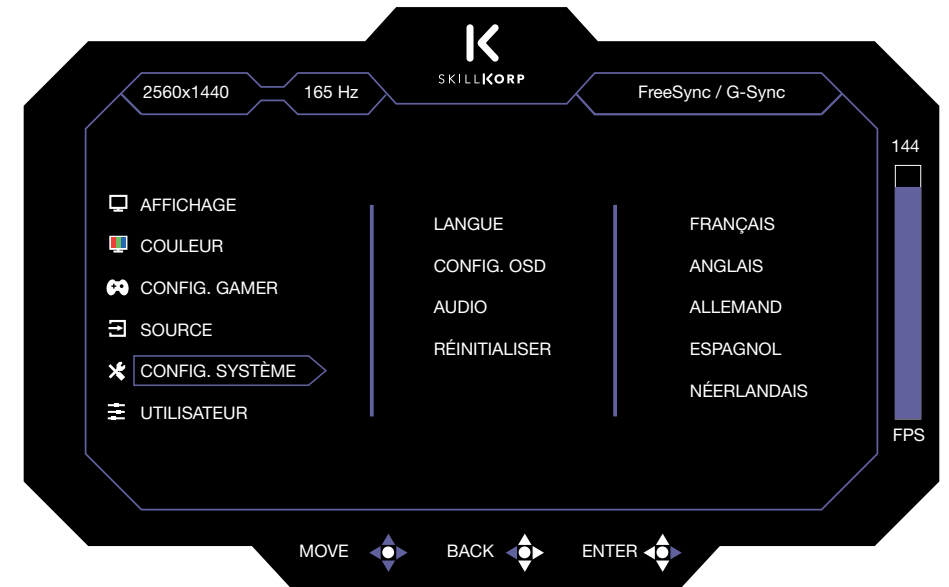 SKILLKORP
2560x1440
165 Hz
FreeSync / G-Sync
144
AFFICHAGE
COULEUR
CONFIG. GAMER
SOURCE
CONFIG. SYSTÈME
UTILISATEUR
LANGUE
CONFIG. OSD
AUDIO
RÉINITIALISER
FRANÇAIS
ANGLAIS
ALLEMAND
ESPAGNOL
NÉERLANDAIS
FPS
MOVE
BACK
ENTER